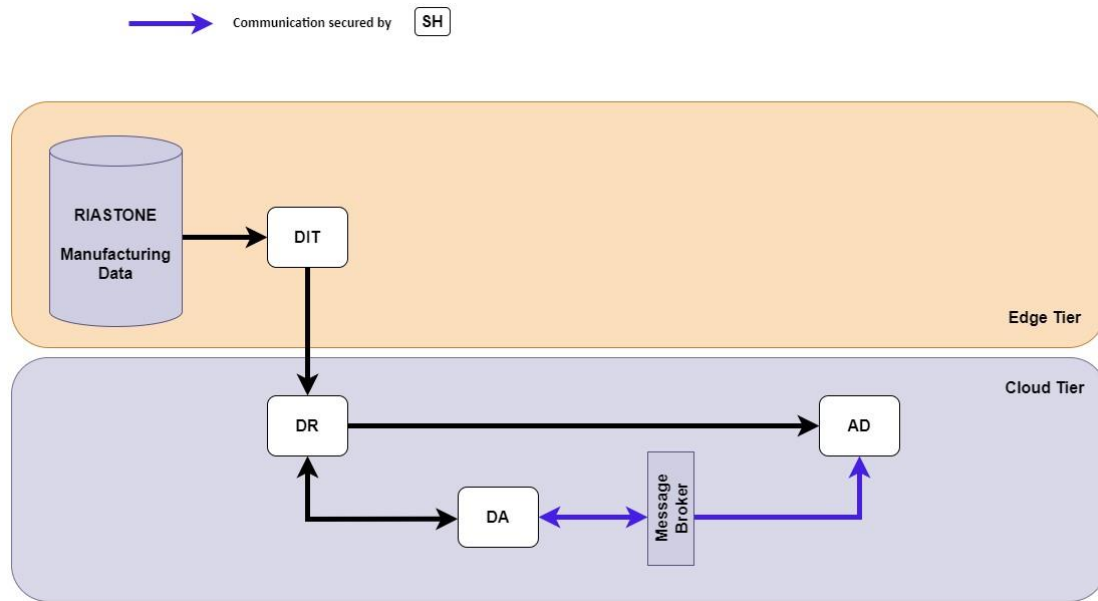 Communication secured by SH
RIASTONE
Manufacturing
Data
DIT
Edge Tier
Cloud Tier
DR
AD
DA
Message
Broker